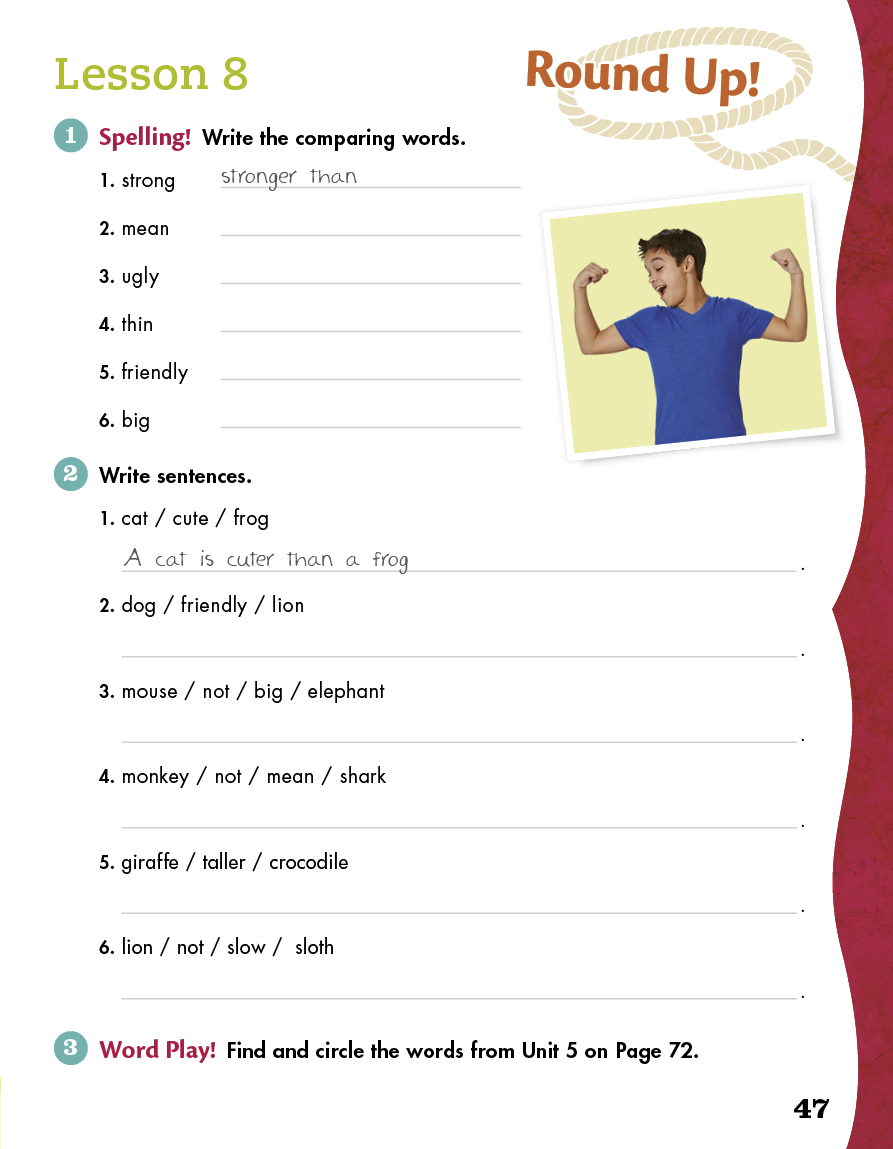 Lesson 8
Round Up!
1 Spelling! Write the comparing words.
1. strong stronger than
2. mean
3. ugly
4. thin
5. friendly
6. big
2 Write sentences.
1. cat / cute / frog
A cat is cuter than a frog .
2. dog / friendly / lion
.
3. mouse / not / big / elephant
.
4. monkey / not / mean / shark
.
5. giraffe / taller / crocodile
.
6. lion / not / slow / sloth
.
3 Word Play! Find and circle the words from Unit 5 on Page 72.
47